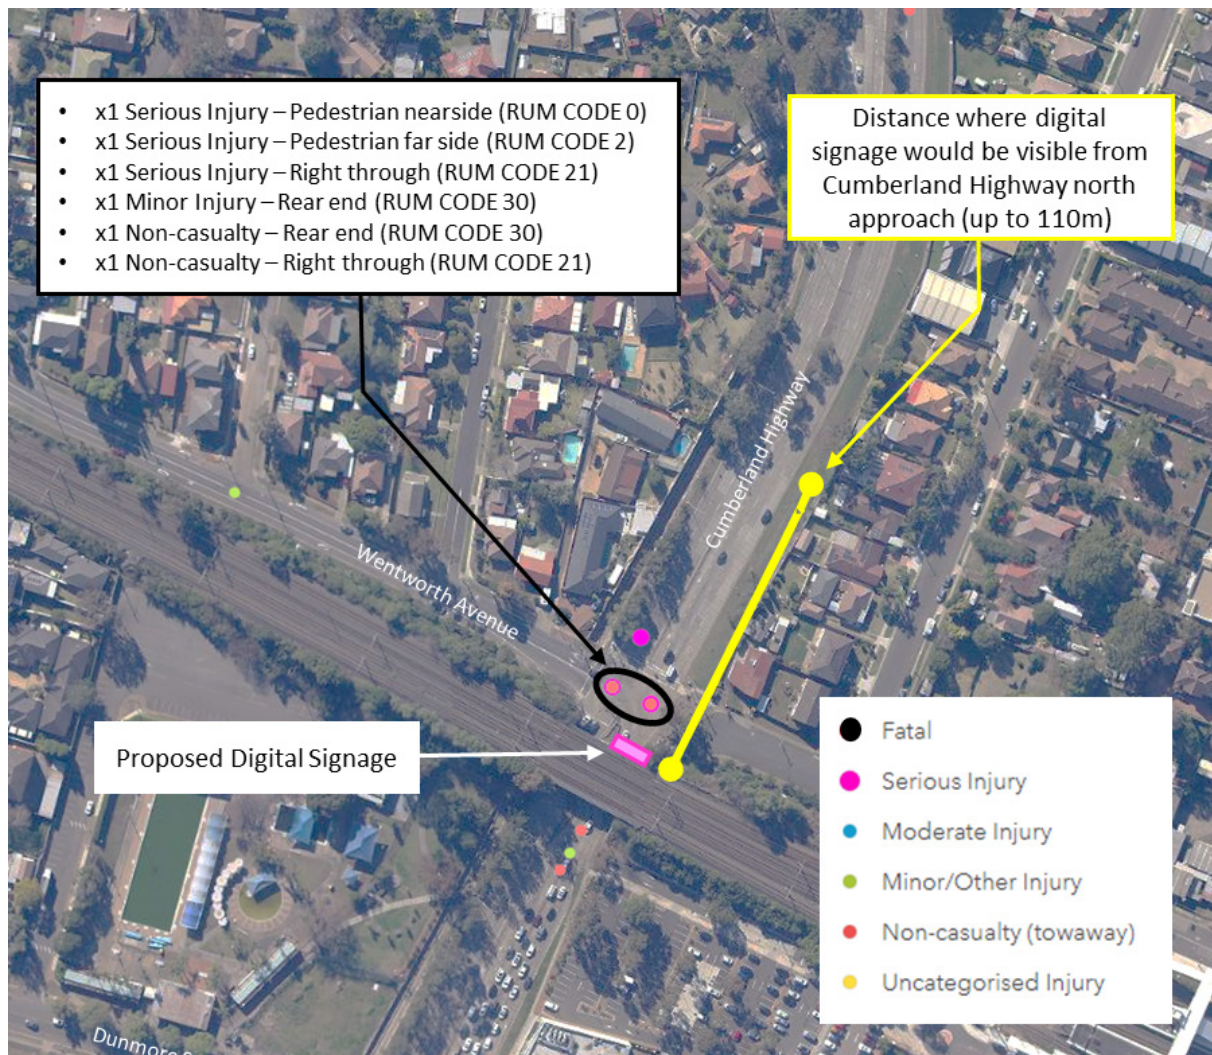 • x1 Serious Injury – Pedestrian nearside (RUM CODE 0)
• x1 Serious Injury – Pedestrian far side (RUM CODE 2)
• x1 Serious Injury – Right through (RUM CODE 21)
• x1 Minor Injury – Rear end (RUM CODE 30)
• x1 Non-casualty – Rear end (RUM CODE 30)
• x1 Non-casualty – Right through (RUM CODE 21)
Distance where digital
signage would be visible from
Cumberland Highway north
approach (up to 110m)
Cumberland Highway
Wentworth Avenue
Proposed Digital Signage
Fatal
Serious Injury
Moderate Injury
Minor/Other Injury
Non-casualty (towaway)
Uncategorised Injury
Dunmore